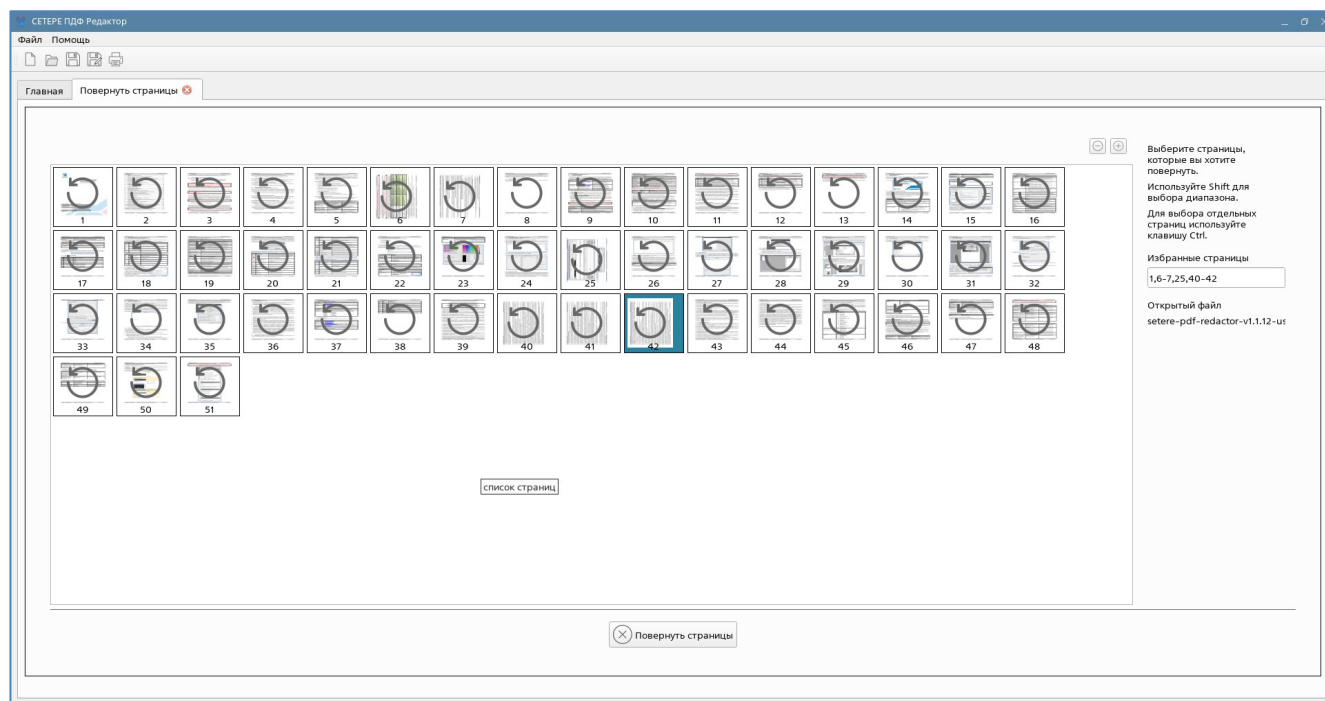 СЕТЕРЕ ПДФ Редактор
Файл Помощь
Главная Повернуть страницы
Выберите страницы,
которые вы хотите
повернуть.
Используйте Shift для
выбора диапазона.
Для выбора отдельных
страниц используйте
клавишу Ctrl.
Избранные страницы
1,6-7,25,40-42
Открытый файл
setere-pdf-redactor-v1.1.12-us
1 2 3 4 5 6 7 8 9 10 11 12 13 14 15 16
17 18 19 20 21 22 23 24 25 26 27 28 29 30 31 32
33 34 35 36 37 38 39 40 41 42 43 44 45 46 47 48
49 50 51
список страниц
Повернуть страницы